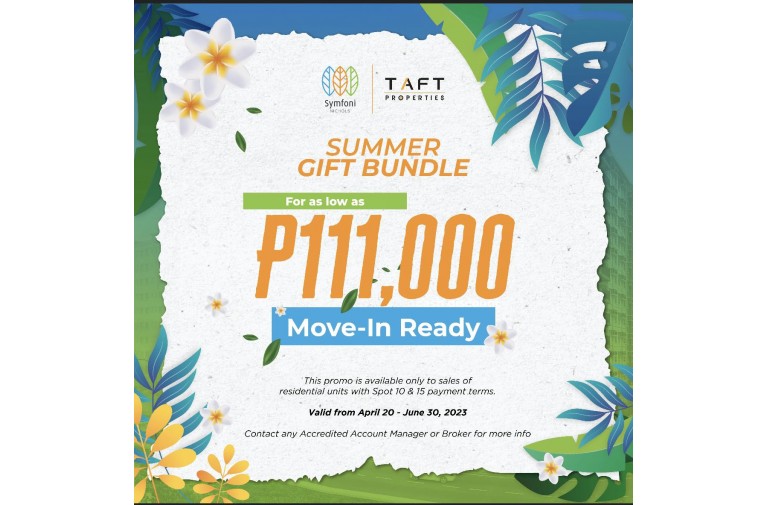 Symfoni
TAFT
PROPERTIES
SUMMER
GIFT BUNDLE
For as low as
₱111,000
Move-In Ready
This promo is available only to sales of
residential units with Spot 10 & 15 payment terms.
Valid from April 20 - June 30, 2023
Contact any Accredited Account Manager or Broker for more info